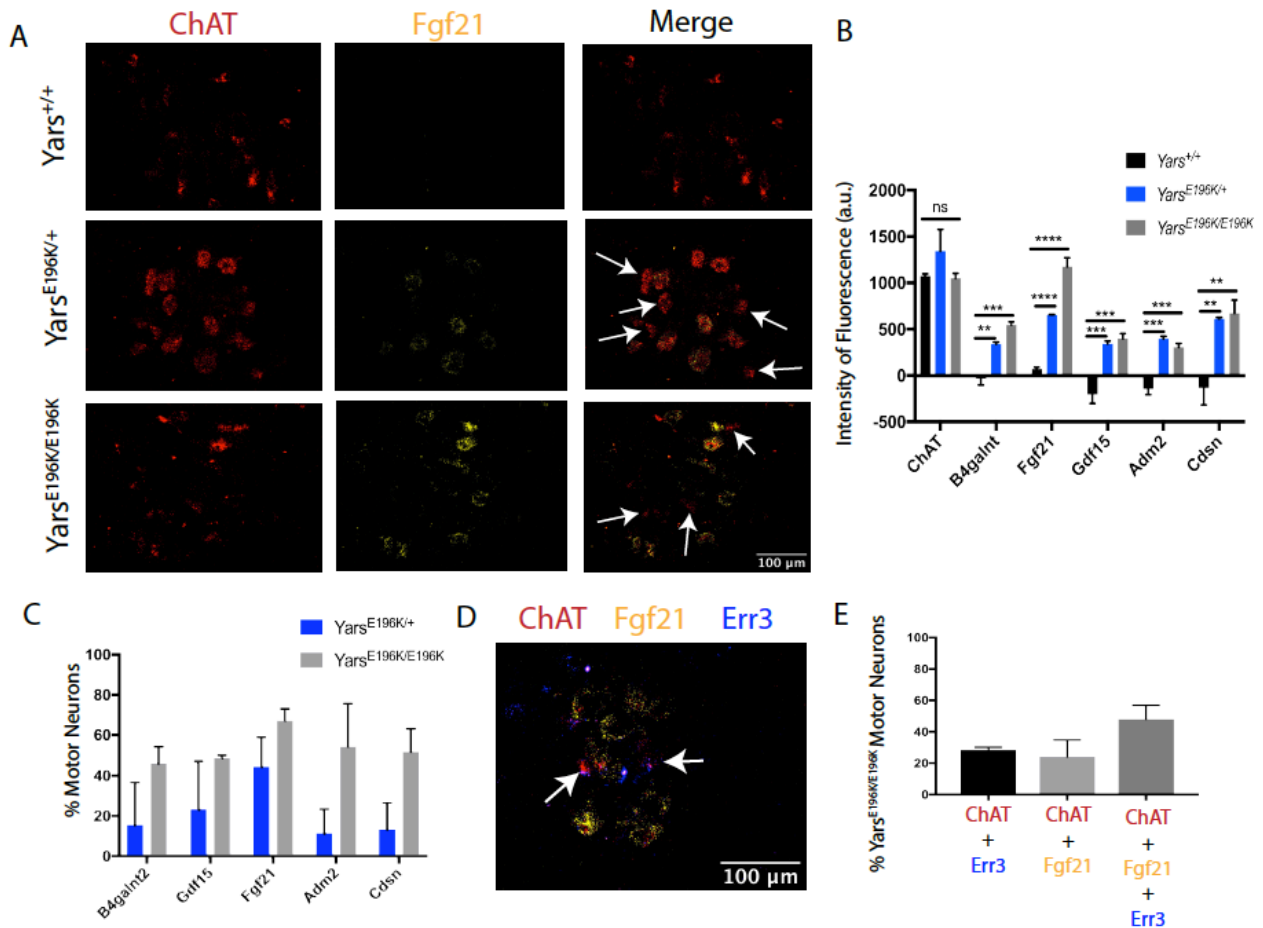 A
ChAT
Fgf21
Merge
Yars+/+
YarsE196K/+
YarsE196K/E196K
100 μm
B
Yars+/+
YarsE196K/+
YarsE196K/E196K
Intensity of Fluorescence (a.u.)
2000
1500
1000
500
0
-500
ns
** ***
**** ****
*** ***
*** ***
** **
ChAT
B4galnt
Fgf21
Gdf15
Adm2
Cdsn
C
YarsE196K/+
YarsE196K/E196K
% Motor Neurons
100
80
60
40
20
0
B4galnt2
Gdf15
Fgf21
Adm2
Cdsn
D
ChAT Fgf21 Err3
100 μm
E
% YarsE196K/E196K Motor Neurons
100
80
60
40
20
0
ChAT
+
Err3
ChAT
+
Fgf21
ChAT
+
Fgf21
+
Err3